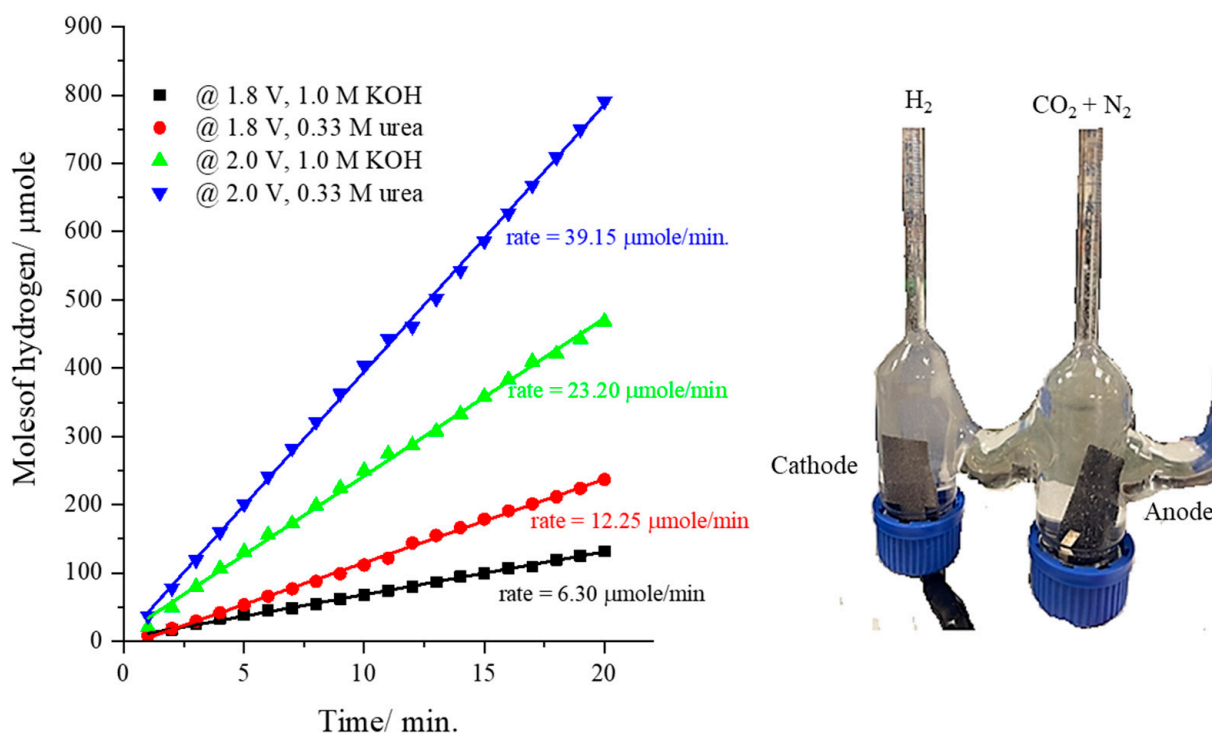 900
800
700
600
500
400
300
200
100
0
Molesof hydrogen/ μmole
@ 1.8 V, 1.0 M KOH
@ 1.8 V, 0.33 M urea
@ 2.0 V, 1.0 M KOH
@ 2.0 V, 0.33 M urea
rate = 39.15 μmole/min.
rate = 23.20 μmole/min
rate = 12.25 μmole/min
rate = 6.30 μmole/min
0 5 10 15 20
Time/ min.
H₂
CO₂ + N₂
Cathode
Anode